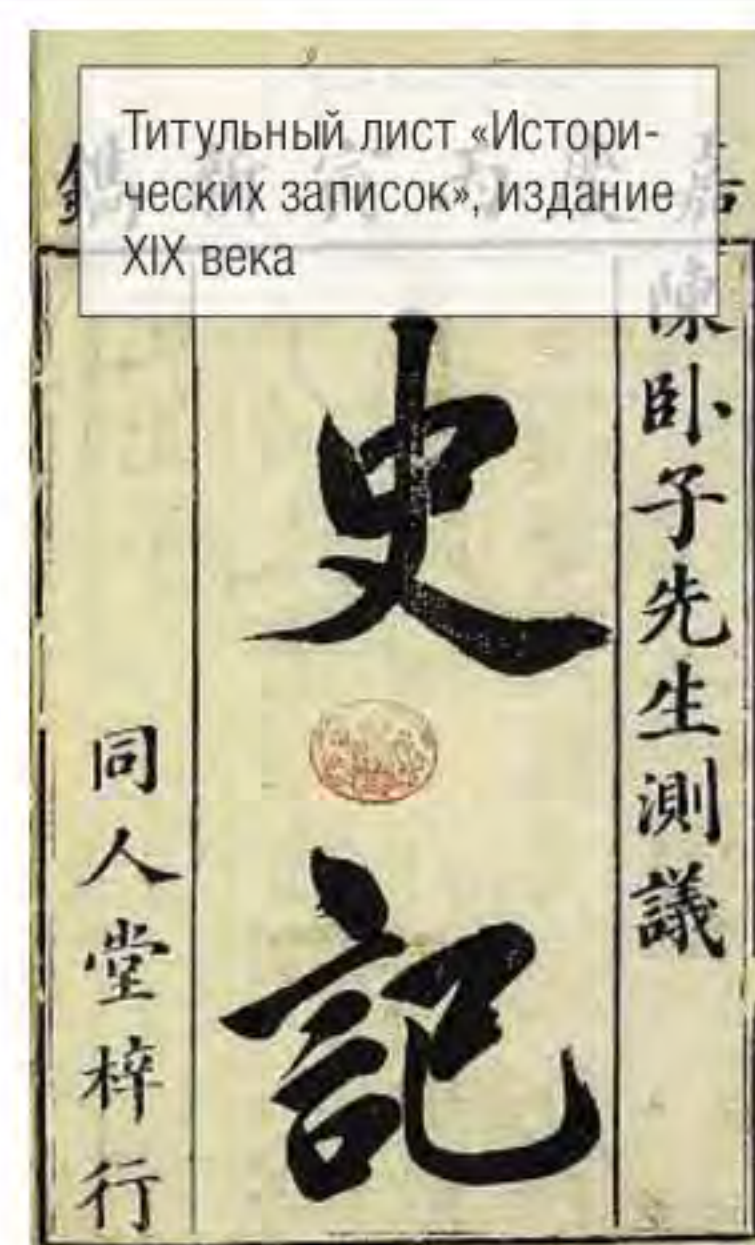 Титульный лист «Истори-
ческих записок», издание
XIX века
陳卧子先生測議
史記
同人堂梓行